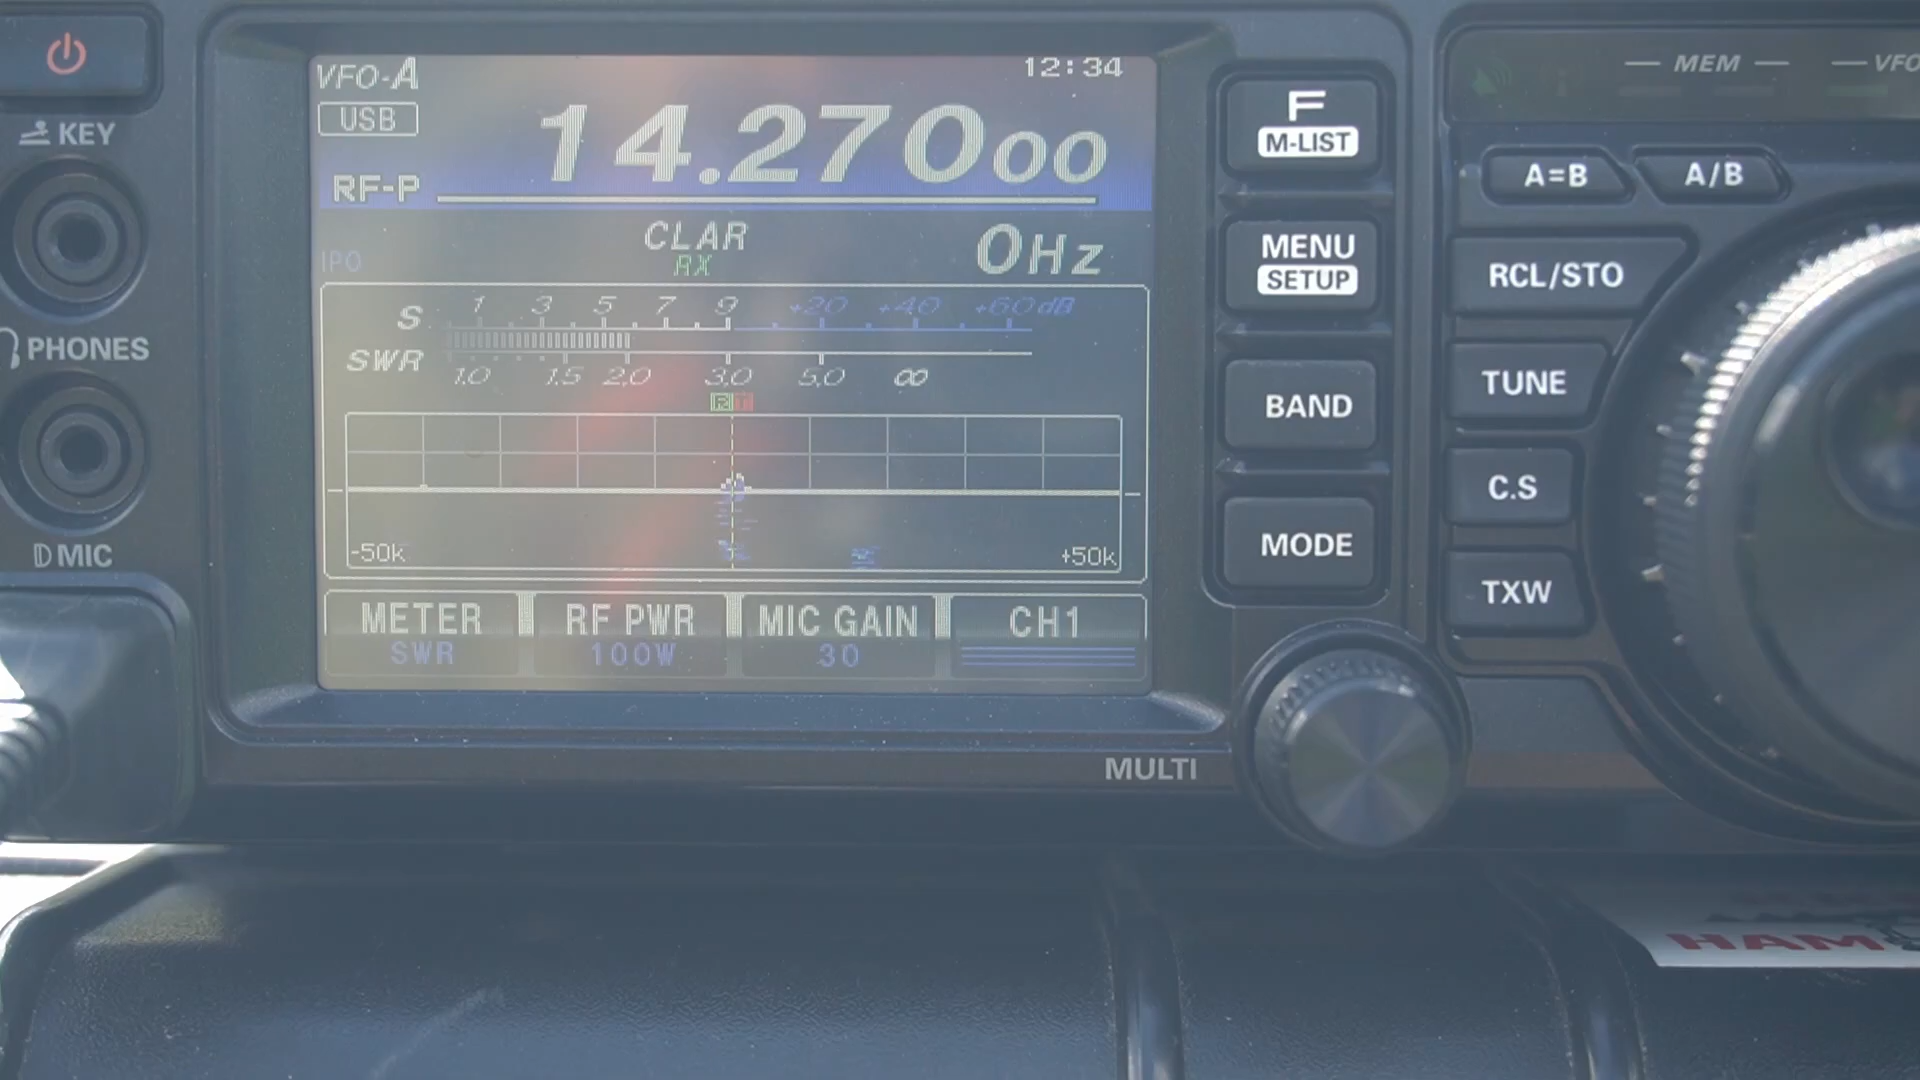 VFO-A
12:34
USB
14.27000
RF-P
CLAR
0Hz
IPO
RX
S 1 3 5 7 9 +20 +40 +60dB
SWR 1.0 1.5 2.0 3.0 5.0 ∞
R T
-50k +50k
METER RF PWR MIC GAIN CH1
SWR 100W 30
KEY
PHONES
MIC
F
M-LIST
MENU
SETUP
BAND
MODE
MULTI
MEM VFO
A=B A/B
RCL/STO
TUNE
C.S
TXW
HAM